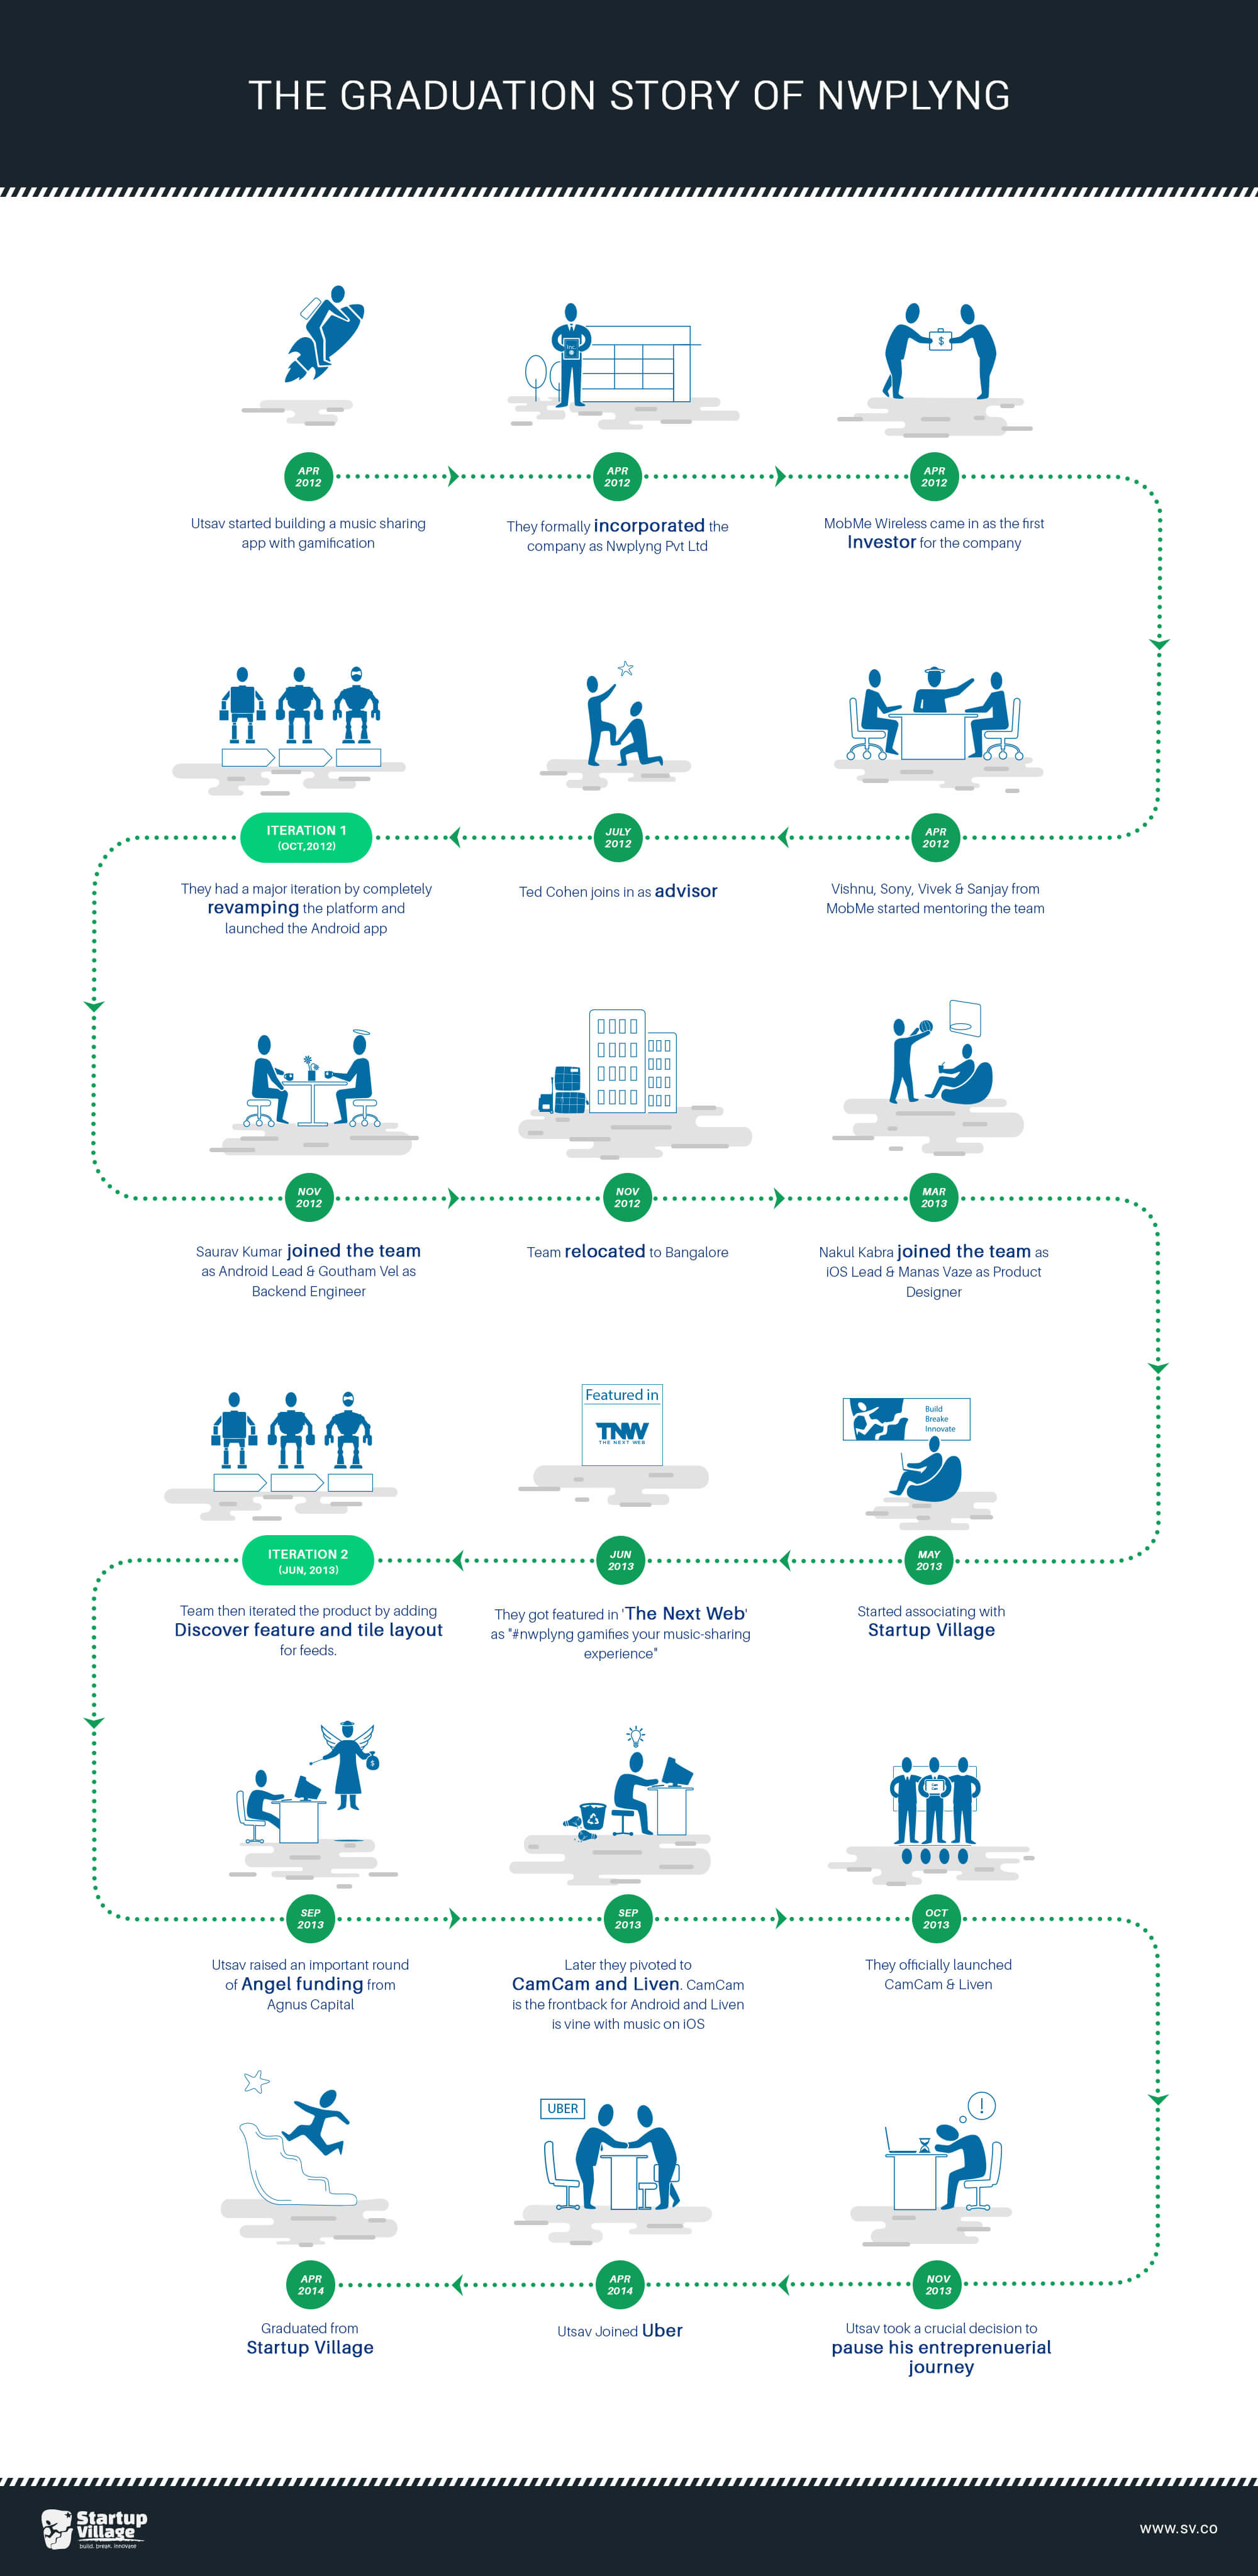 THE GRADUATION STORY OF NWPLYNG
Inc.
$
APR
2012
APR
2012
APR
2012
Utsav started building a music sharing
app with gamification
They formally incorporated the
company as Nwplyng Pvt Ltd
MobMe Wireless came in as the first
Investor for the company
ITERATION 1
(OCT,2012)
JULY
2012
APR
2012
They had a major iteration by completely
revamping the platform and
launched the Android app
Ted Cohen joins in as advisor
Vishnu, Sony, Vivek & Sanjay from
MobMe started mentoring the team
NOV
2012
NOV
2012
MAR
2013
Saurav Kumar joined the team
as Android Lead & Goutham Vel as
Backend Engineer
Team relocated to Bangalore
Nakul Kabra joined the team as
iOS Lead & Manas Vaze as Product
Designer
Featured in
TNW
THE NEXT WEB
Build
Breake
Innovate
ITERATION 2
(JUN, 2013)
JUN
2013
MAY
2013
Team then iterated the product by adding
Discover feature and tile layout
for feeds.
They got featured in 'The Next Web'
as "#nwplyng gamifies your music-sharing
experience"
Started associating with
Startup Village
$
SEP
2013
SEP
2013
OCT
2013
Utsav raised an important round
of Angel funding from
Agnus Capital
Later they pivoted to
CamCam and Liven. CamCam
is the frontback for Android and Liven
is vine with music on iOS
They officially launched
CamCam & Liven
UBER
!
APR
2014
APR
2014
NOV
2013
Graduated from
Startup Village
Utsav Joined Uber
Utsav took a crucial decision to
pause his entreprenuerial
journey
Startup
Village
build. break. innovate
WWW.SV.CO